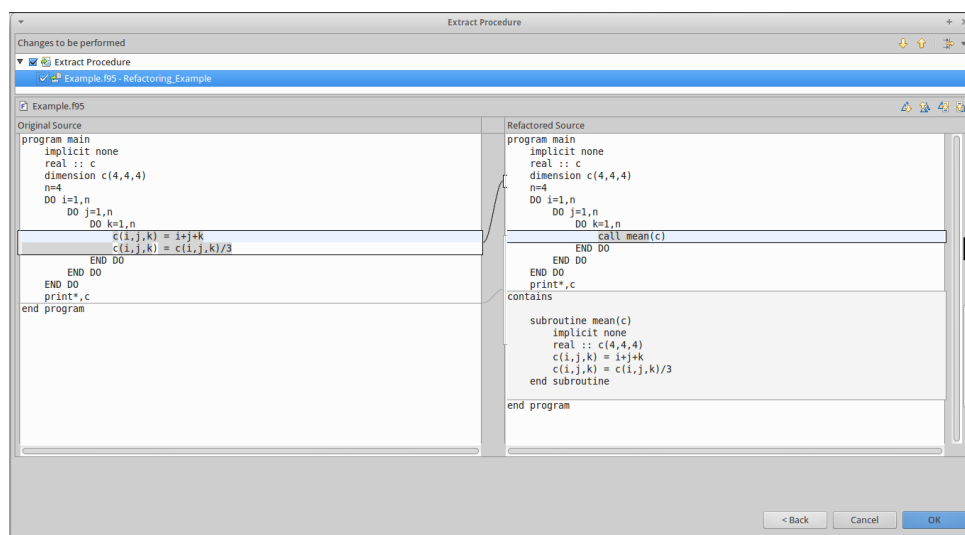 Extract Procedure
Changes to be performed
Extract Procedure
Example.f95 - Refactoring_Example
Example.f95
Original Source
program main
    implicit none
    real :: c
    dimension c(4,4,4)
    n=4
    DO i=1,n
        DO j=1,n
            DO k=1,n
                c(i,j,k) = i+j+k
                c(i,j,k) = c(i,j,k)/3
            END DO
        END DO
    END DO
    print*,c
end program
Refactored Source
program main
    implicit none
    real :: c
    dimension c(4,4,4)
    n=4
    DO i=1,n
        DO j=1,n
            DO k=1,n
                call mean(c)
            END DO
        END DO
    END DO
    print*,c
contains
    subroutine mean(c)
        implicit none
        real :: c(4,4,4)
        c(i,j,k) = i+j+k
        c(i,j,k) = c(i,j,k)/3
    end subroutine
end program
< Back
Cancel
OK